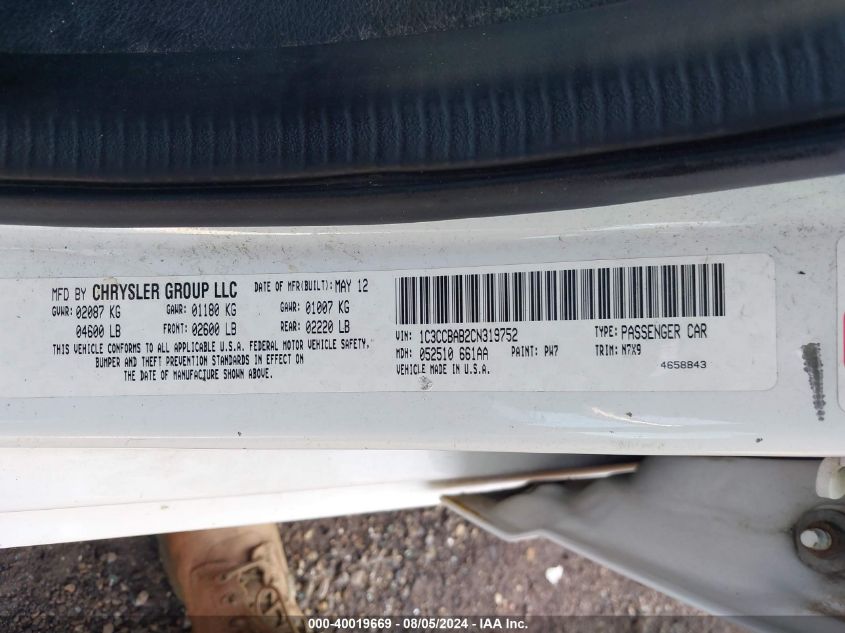 MFD BY CHRYSLER GROUP LLC DATE OF MFR(BUILT): MAY 12
GVWR: 02087 KG GAWR: 01180 KG GAWR: 01007 KG
04600 LB FRONT: 02600 LB REAR: 02220 LB
THIS VEHICLE CONFORMS TO ALL APPLICABLE U.S.A. FEDERAL MOTOR VEHICLE SAFETY,
BUMPER AND THEFT PREVENTION STANDARDS IN EFFECT ON
THE DATE OF MANUFACTURE SHOWN ABOVE.
VIN: 1C3CCBAB2CN319752 TYPE: PASSENGER CAR
MDH: 052510 661AA PAINT: PW7 TRIM: N7X9
VEHICLE MADE IN U.S.A. 4658843
000-40019669 - 08/05/2024 - IAA Inc.